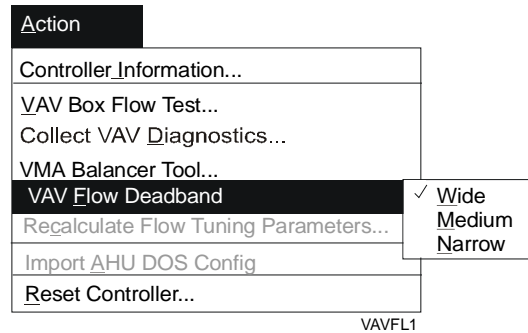 Action
Controller Information...
VAV Box Flow Test...
Collect VAV Diagnostics...
VMA Balancer Tool...
VAV Flow Deadband
Wide
Medium
Narrow
Recalculate Flow Tuning Parameters...
Import AHU DOS Config
Reset Controller...
VAVFL1